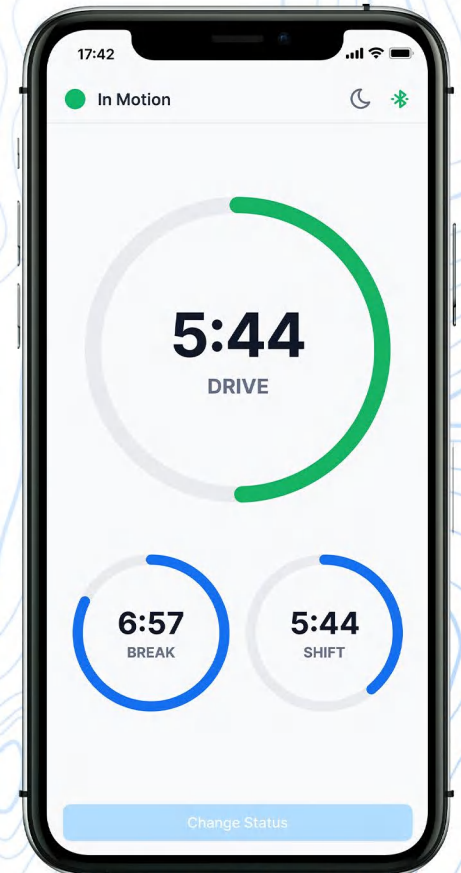 17:42
In Motion
5:44
DRIVE
6:57
BREAK
5:44
SHIFT
Change Status